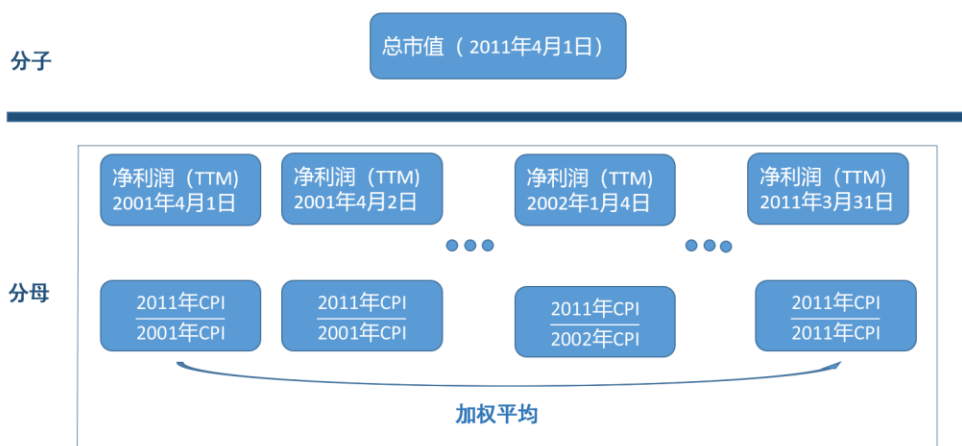 总市值（ 2011年4月1日）
分子
净利润（TTM)
2001年4月1日
净利润（TTM)
2001年4月2日
净利润（TTM)
2002年1月4日
净利润（TTM)
2011年3月31日
分母
2011年CPI
2001年CPI
2011年CPI
2001年CPI
2011年CPI
2002年CPI
2011年CPI
2011年CPI
加权平均